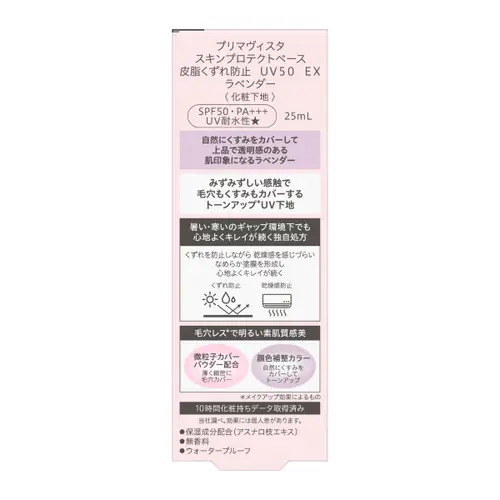 プリマヴィスタ
スキンプロテクトベース
皮脂くずれ防止 UV50 EX
ラベンダー
〈化粧下地〉
SPF50・PA+++
UV耐水性★
25mL
自然にくすみをカバーして
上品で透明感のある
肌印象になるラベンダー
みずみずしい感触で
毛穴もくすみもカバーする
トーンアップ*UV下地
暑い・寒いのギャップ環境下でも
心地よくキレイが続く独自処方
くずれを防止しながら 乾燥感を感じづらい
なめらか塗膜を形成し
心地よくキレイが続く
くずれ防止 乾燥感防止
毛穴レス*で明るい素肌質感美
微粒子カバー
パウダー配合
薄く緻密に
毛穴カバー
顔色補整カラー
自然にくすみを
カバーして
トーンアップ
*メイクアップ効果によるもの
10時間化粧持ちデータ取得済み
当社調べ。効果には個人差があります。
●保湿成分配合(アスナロ枝エキス)
●無香料
●ウォータープルーフ